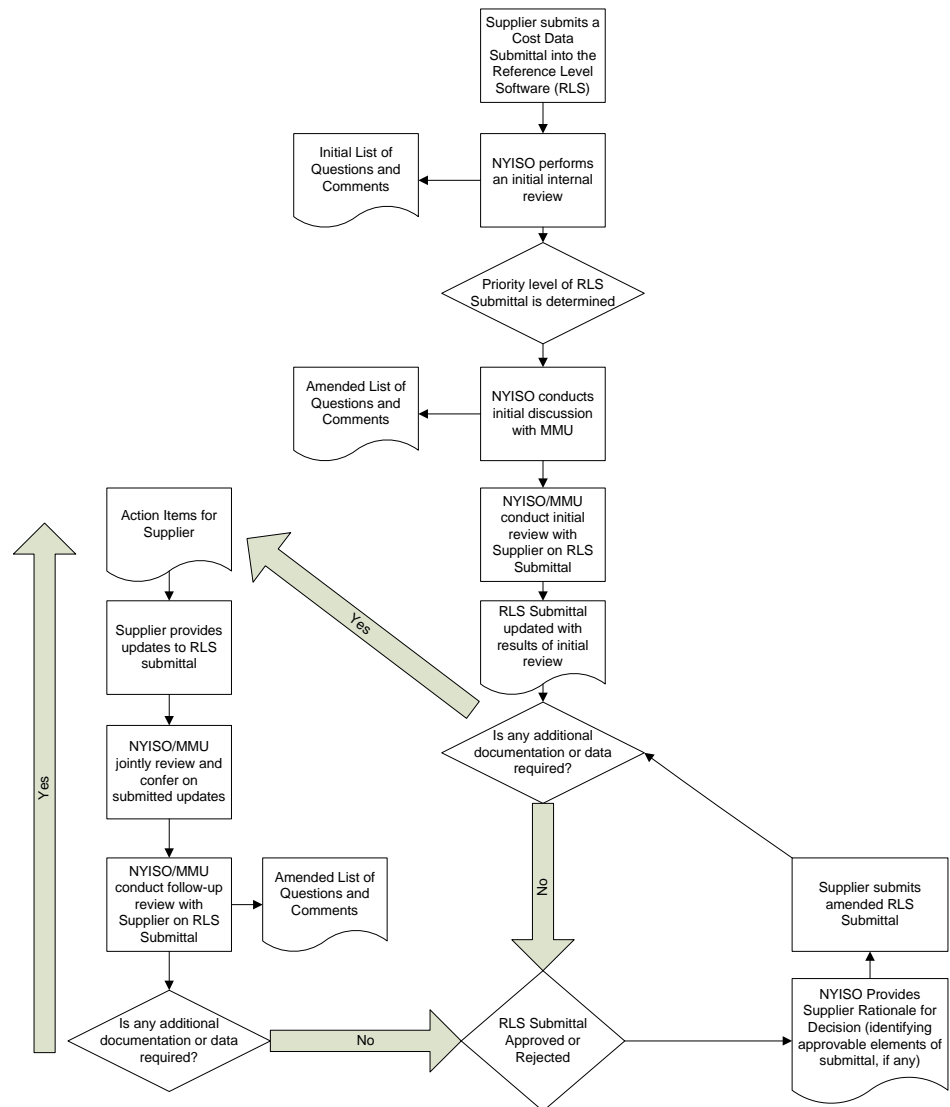 Supplier submits a
Cost Data
Submittal into the
Reference Level
Software (RLS)
Initial List of
Questions and
Comments
NYISO performs
an initial internal
review
Priority level of RLS
Submittal is determined
Amended List of
Questions and
Comments
NYISO conducts
initial discussion
with MMU
NYISO/MMU
conduct initial
review with
Supplier on RLS
Submittal
Action Items for
Supplier
RLS Submittal
updated with
results of initial
review
Yes
Supplier provides
updates to RLS
submittal
Is any additional
documentation or data
required?
NYISO/MMU
jointly review and
confer on
submitted updates
Yes
No
NYISO/MMU
conduct follow-up
review with
Supplier on RLS
Submittal
Amended List of
Questions and
Comments
Supplier submits
amended RLS
Submittal
Is any additional
documentation or data
required?
No
RLS Submittal
Approved or
Rejected
NYISO Provides
Supplier Rationale for
Decision (identifying
approvable elements of
submittal, if any)